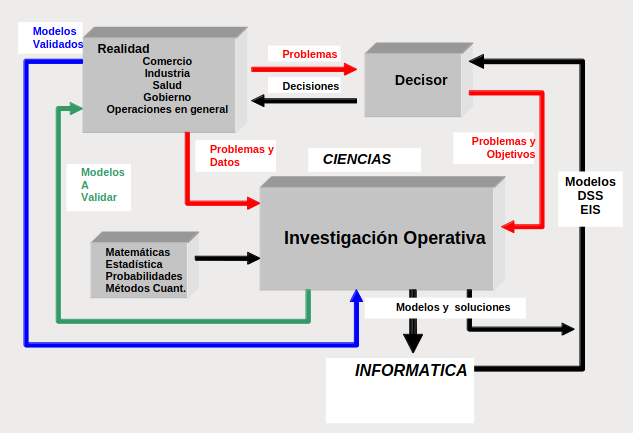 Modelos
Validados
Realidad
Comercio
Industria
Salud
Gobierno
Operaciones en general
Problemas
Decisiones
Decisor
Problemas y
Datos
CIENCIAS
Problemas y
Objetivos
Modelos
A
Validar
Modelos
DSS
EIS
Investigación Operativa
Matemáticas
Estadística
Probabilidades
Métodos Cuant.
Modelos y soluciones
INFORMATICA